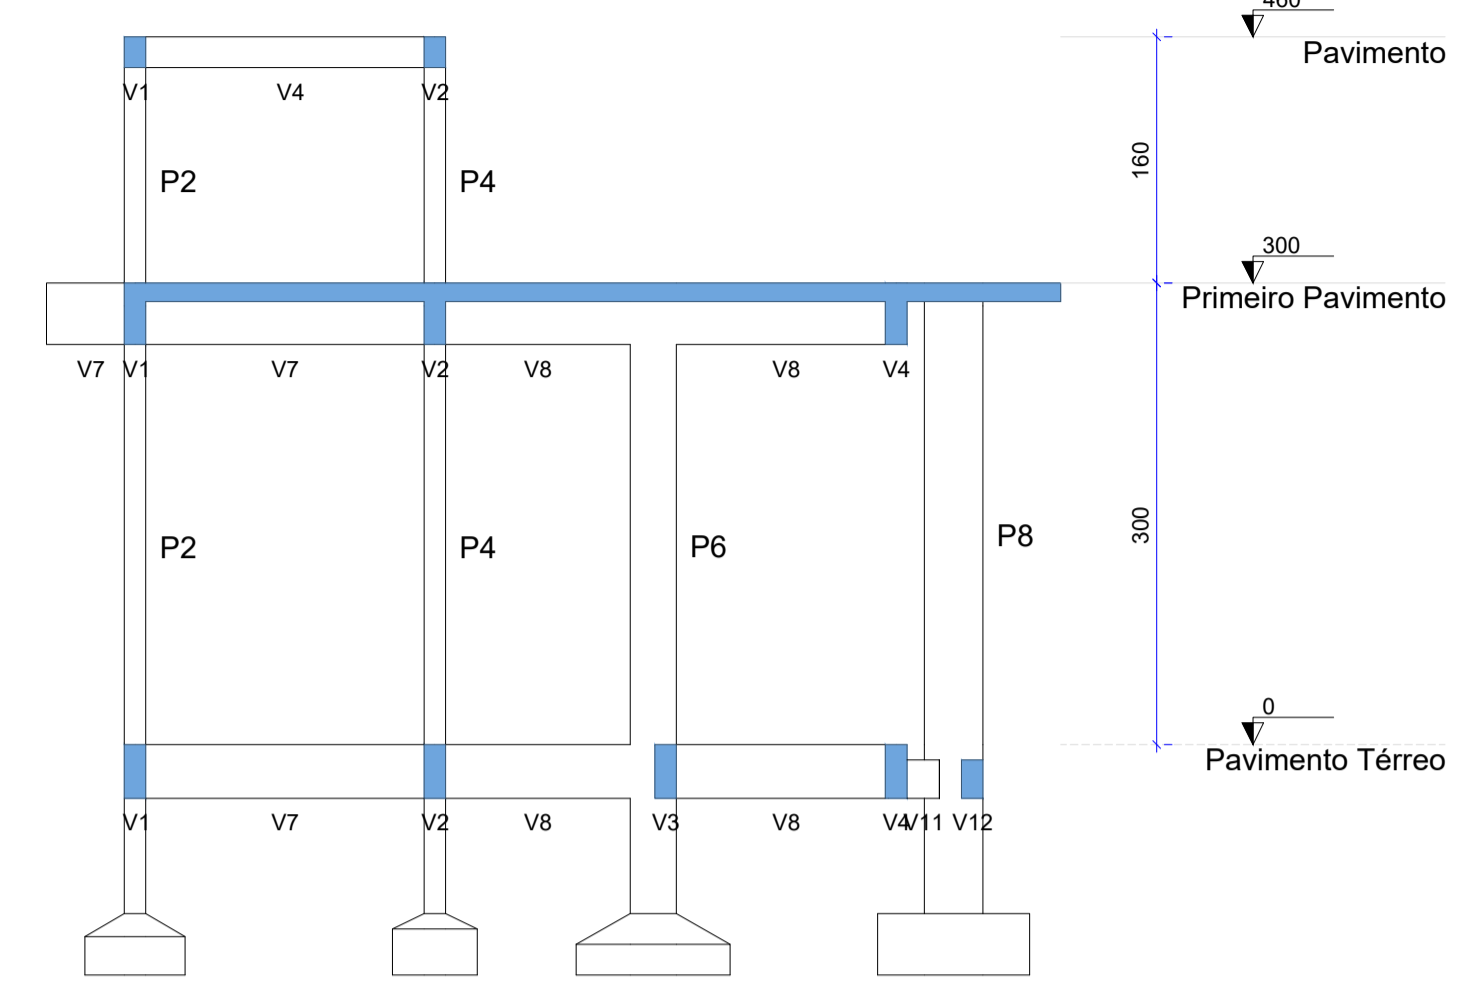 460
Pavimento
V1 V4 V2
160
P2 P4
300
Primeiro Pavimento
V7 V1 V7 V2 V8 V8 V4
300
P2 P4 P6 P8
0
Pavimento Térreo
V1 V7 V2 V8 V3 V8 V4 V11 V12